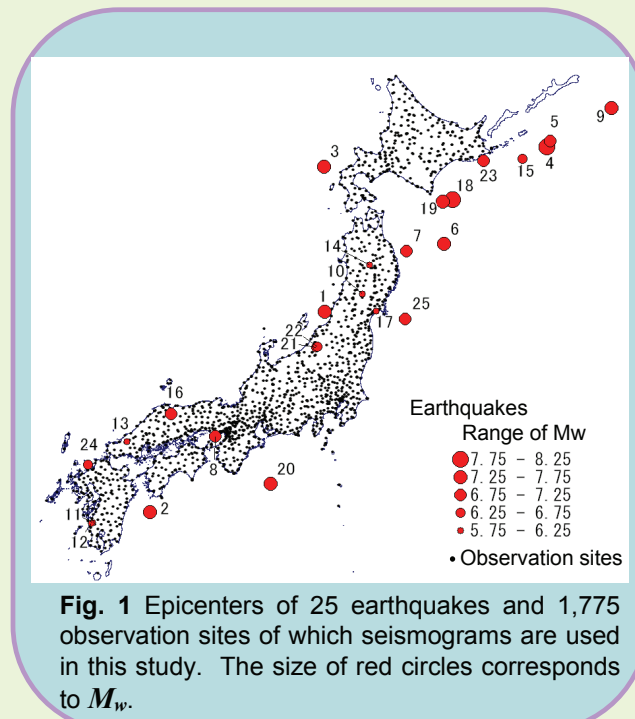 9
5
3
4
15
23
18
19
6
7
14
10
1
25
17
22
21
16
13
24
8
20
2
11
12
Earthquakes
Range of Mw
7.75 - 8.25
7.25 - 7.75
6.75 - 7.25
6.25 - 6.75
5.75 - 6.25
Observation sites
Fig. 1 Epicenters of 25 earthquakes and 1,775
observation sites of which seismograms are used
in this study. The size of red circles corresponds
to Mw.